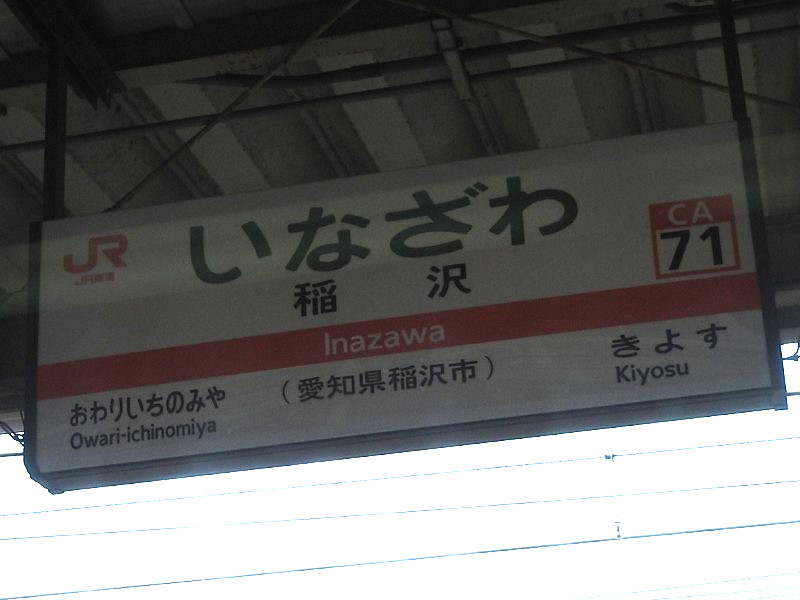 JR
JR東海
いなざわ
CA
71
稲沢
Inazawa
おわりいちのみや
Owari-ichinomiya
（愛知県稲沢市）
きよす
Kiyosu